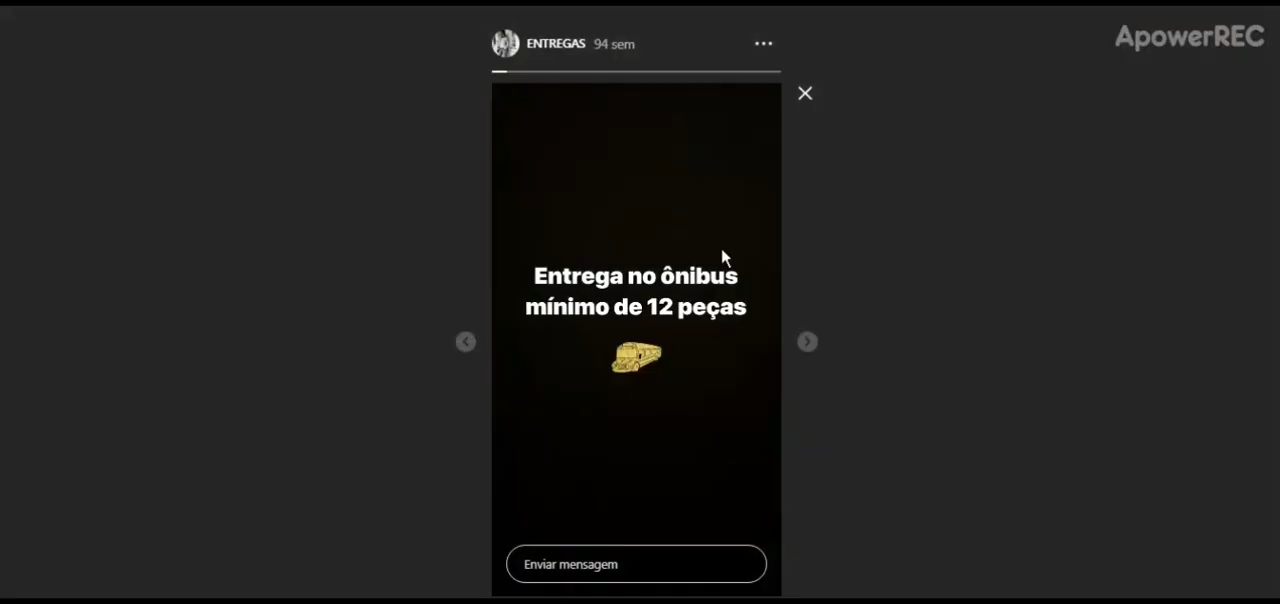 ApowerREC
ENTREGAS 94 sem
Entrega no ônibus
mínimo de 12 peças
Enviar mensagem